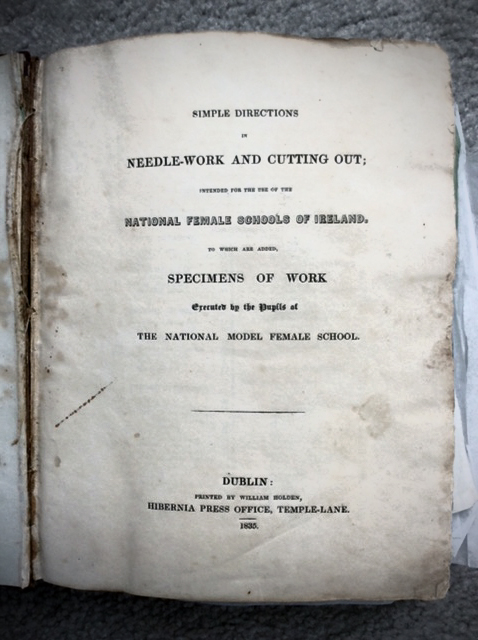 SIMPLE DIRECTIONS
IN
NEEDLE-WORK AND CUTTING OUT;
INTENDED FOR THE USE OF THE
NATIONAL FEMALE SCHOOLS OF IRELAND.
TO WHICH ARE ADDED,
SPECIMENS OF WORK
Executed by the Pupils of
THE NATIONAL MODEL FEMALE SCHOOL.
DUBLIN:
PRINTED BY WILLIAM HOLDEN,
HIBERNIA PRESS OFFICE, TEMPLE-LANE.
1835.